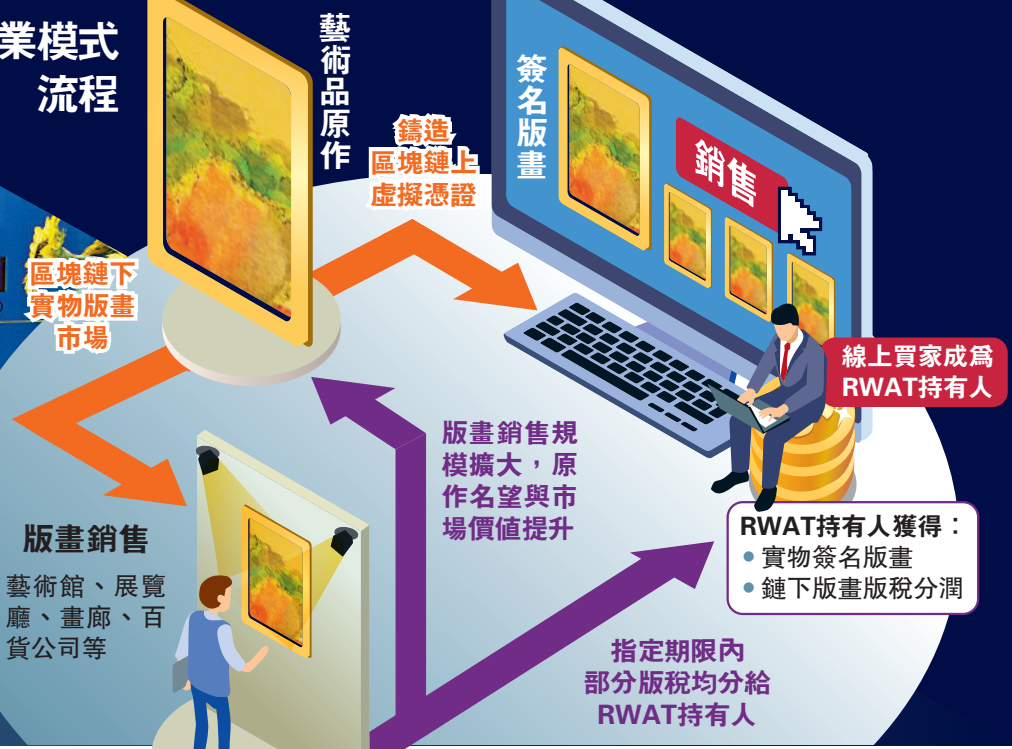 業模式
流程
藝術品原作
鑄造
區塊鏈上
虛擬憑證
簽名版畫
銷售
區塊鏈下
實物版畫
市場
線上買家成爲
RWAT持有人
版畫銷售規
模擴大,原
作名望與市
場價值提升
RWAT持有人獲得:
• 實物簽名版畫
• 鏈下版畫版稅分潤
版畫銷售
藝術館、展覽
廳、畫廊、百
貨公司等
指定期限內
部分版稅均分給
RWAT持有人